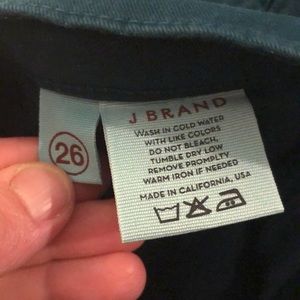 26
J BRAND
WASH IN COLD WATER
WITH LIKE COLORS
DO NOT BLEACH,
TUMBLE DRY LOW
REMOVE PROMPLTY
WARM IRON IF NEEDED
MADE IN CALIFORNIA, USA